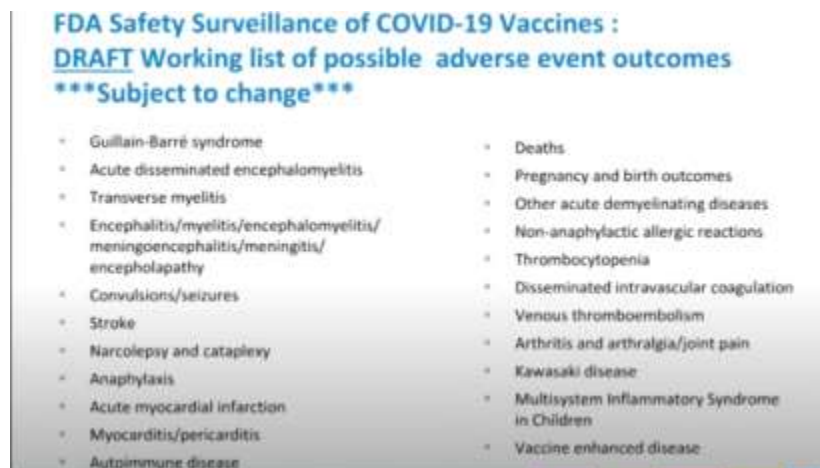 FDA Safety Surveillance of COVID-19 Vaccines :
DRAFT Working list of possible adverse event outcomes
***Subject to change***
Guillain-Barré syndrome
Acute disseminated encephalomyelitis
Transverse myelitis
Encephalitis/myelitis/encephalomyelitis/
meningoencephalitis/meningitis/
encepholapathy
Convulsions/seizures
Stroke
Narcolepsy and cataplexy
Anaphylaxis
Acute myocardial infarction
Myocarditis/pericarditis
Autoimmune disease
Deaths
Pregnancy and birth outcomes
Other acute demyelinating diseases
Non-anaphylactic allergic reactions
Thrombocytopenia
Disseminated intravascular coagulation
Venous thromboembolism
Arthritis and arthralgia/joint pain
Kawasaki disease
Multisystem Inflammatory Syndrome
in Children
Vaccine enhanced disease